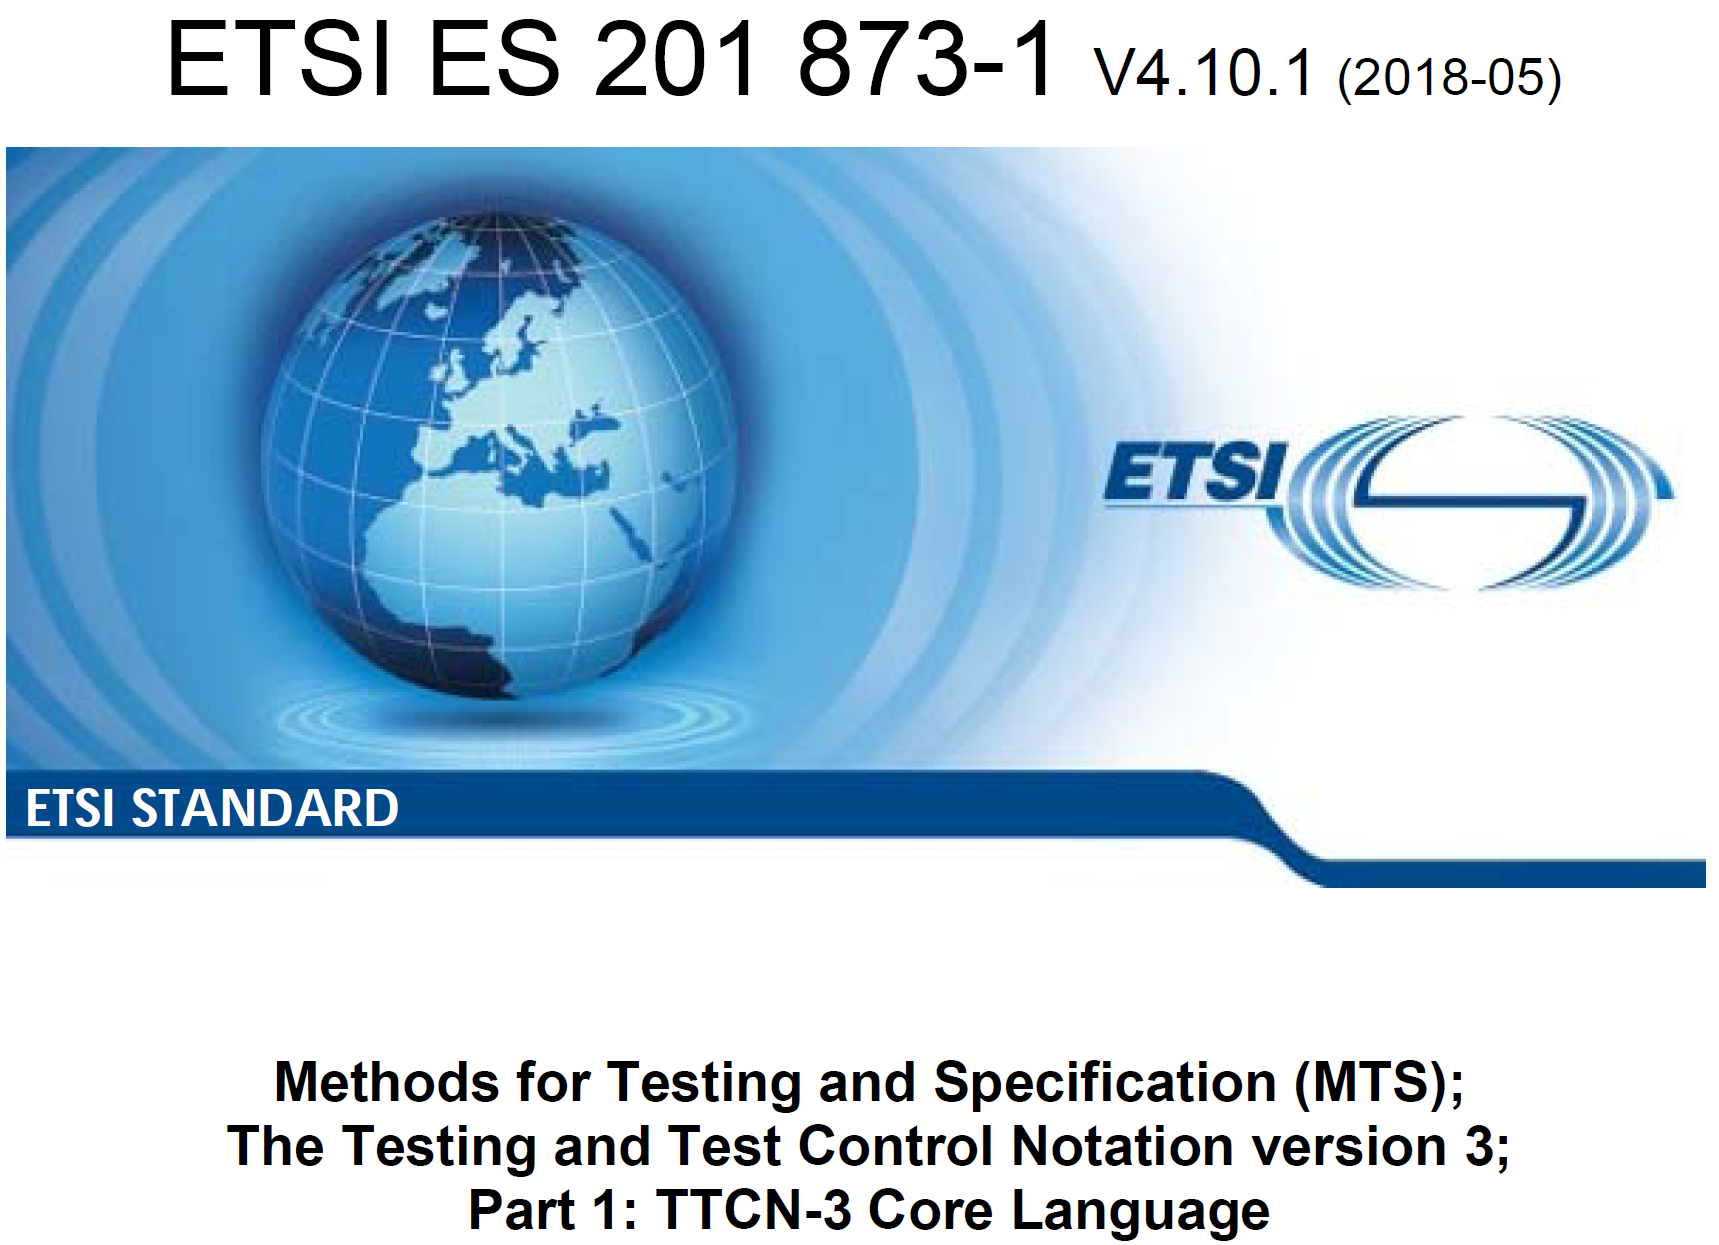 ETSI ES 201 873-1 V4.10.1 (2018-05)
ETSI
ETSI STANDARD
Methods for Testing and Specification (MTS);
The Testing and Test Control Notation version 3;
Part 1: TTCN-3 Core Language